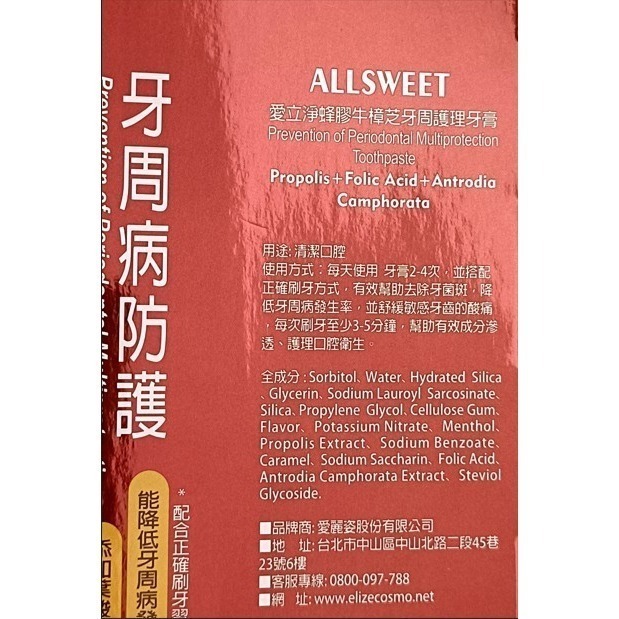 牙周病防護
Prevention of Periodontal
* 配合正確刷牙習
能降低牙周病發
添加葉酸
ALLSWEET
愛立淨蜂膠牛樟芝牙周護理牙膏
Prevention of Periodontal Multiprotection
Toothpaste
Propolis+Folic Acid+Antrodia
Camphorata
用途:清潔口腔
使用方式：每天使用 牙膏2-4次，並搭配
正確刷牙方式，有效幫助去除牙菌斑，降
低牙周病發生率，並舒緩敏感牙齒的酸痛
，每次刷牙至少3-5分鐘，幫助有效成分滲
透、護理口腔衛生。
全成分：Sorbitol、Water、Hydrated Silica
、Glycerin、Sodium Lauroyl Sarcosinate、
Silica、Propylene Glycol、Cellulose Gum、
Flavor、Potassium Nitrate、Menthol、
Propolis Extract、Sodium Benzoate、
Caramel、Sodium Saccharin、Folic Acid、
Antrodia Camphorata Extract、Steviol
Glycoside.
■品牌商:愛麗姿股份有限公司
■地　址:台北市中山區中山北路二段45巷
23號6樓
■客服專線:0800-097-788
■網　址:www.elizecosmo.net